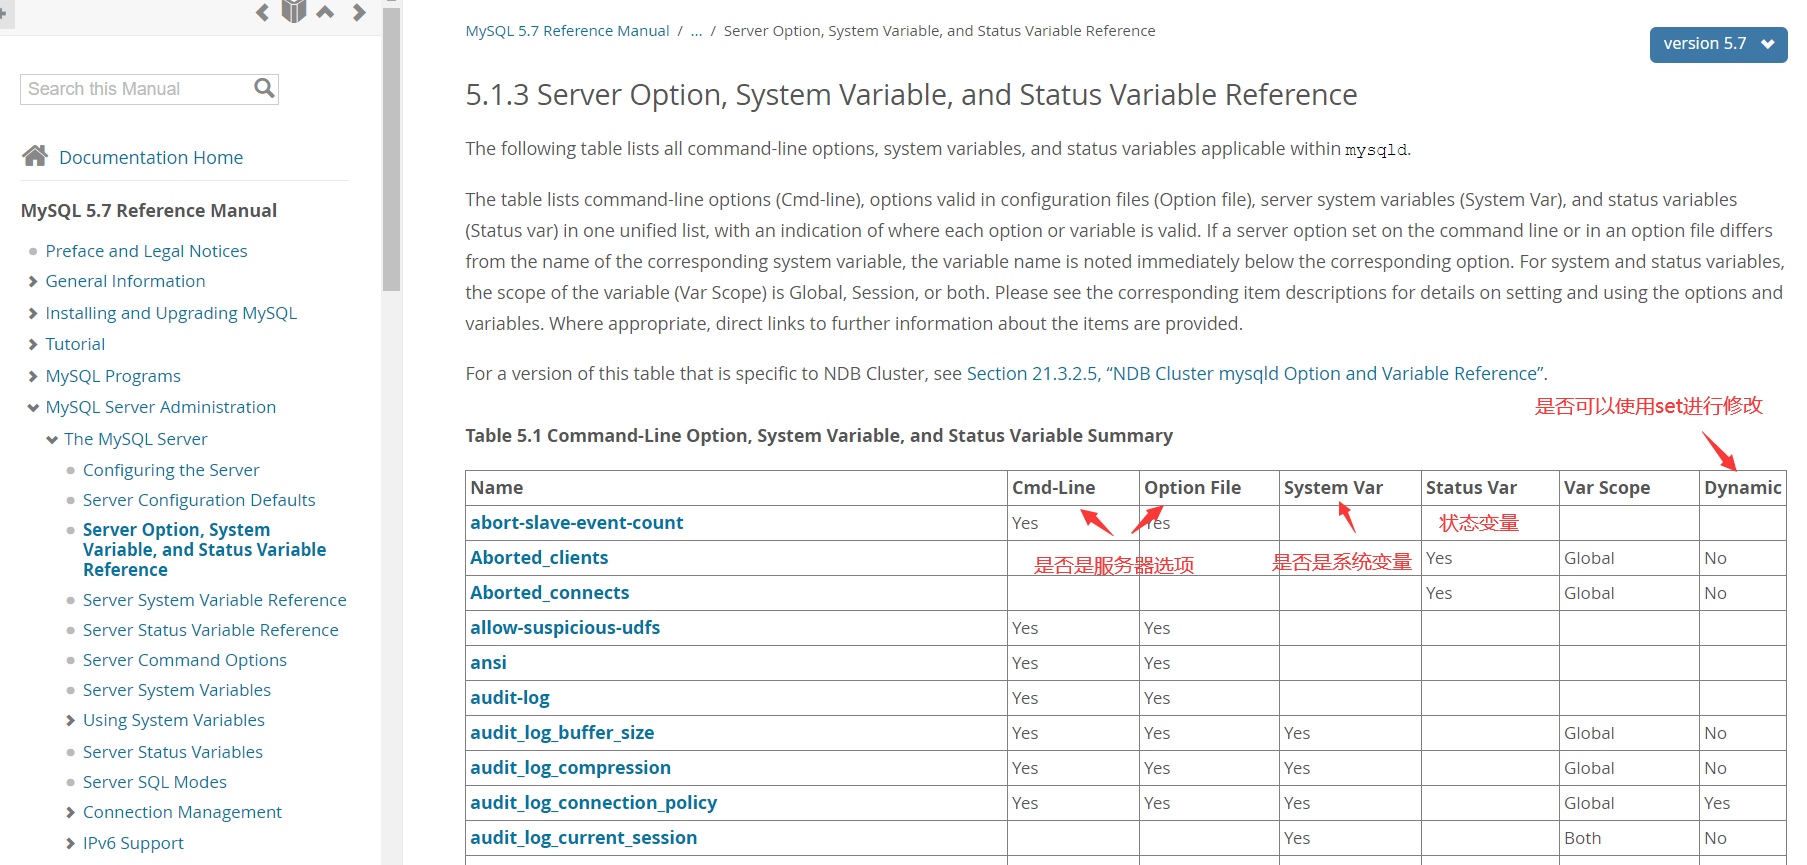 MySQL 5.7 Reference Manual / ... / Server Option, System Variable, and Status Variable Reference
version 5.7
Search this Manual
Documentation Home
MySQL 5.7 Reference Manual
Preface and Legal Notices
General Information
Installing and Upgrading MySQL
Tutorial
MySQL Programs
MySQL Server Administration
The MySQL Server
Configuring the Server
Server Configuration Defaults
Server Option, System
Variable, and Status Variable
Reference
Server System Variable Reference
Server Status Variable Reference
Server Command Options
Server System Variables
Using System Variables
Server Status Variables
Server SQL Modes
Connection Management
IPv6 Support
5.1.3 Server Option, System Variable, and Status Variable Reference
The following table lists all command-line options, system variables, and status variables applicable within mysqld.
The table lists command-line options (Cmd-line), options valid in configuration files (Option file), server system variables (System Var), and status variables
(Status var) in one unified list, with an indication of where each option or variable is valid. If a server option set on the command line or in an option file differs
from the name of the corresponding system variable, the variable name is noted immediately below the corresponding option. For system and status variables,
the scope of the variable (Var Scope) is Global, Session, or both. Please see the corresponding item descriptions for details on setting and using the options and
variables. Where appropriate, direct links to further information about the items are provided.
For a version of this table that is specific to NDB Cluster, see Section 21.3.2.5, “NDB Cluster mysqld Option and Variable Reference”.
是否可以使用set进行修改
Table 5.1 Command-Line Option, System Variable, and Status Variable Summary
Name Cmd-Line Option File System Var Status Var Var Scope Dynamic
abort-slave-event-count Yes Yes 状态变量
Aborted_clients 是否是服务器选项 是否是系统变量 Yes Global No
Aborted_connects Yes Global No
allow-suspicious-udfs Yes Yes
ansi Yes Yes
audit-log Yes Yes
audit_log_buffer_size Yes Yes Yes Global No
audit_log_compression Yes Yes Yes Global No
audit_log_connection_policy Yes Yes Yes Global Yes
audit_log_current_session Yes Both No